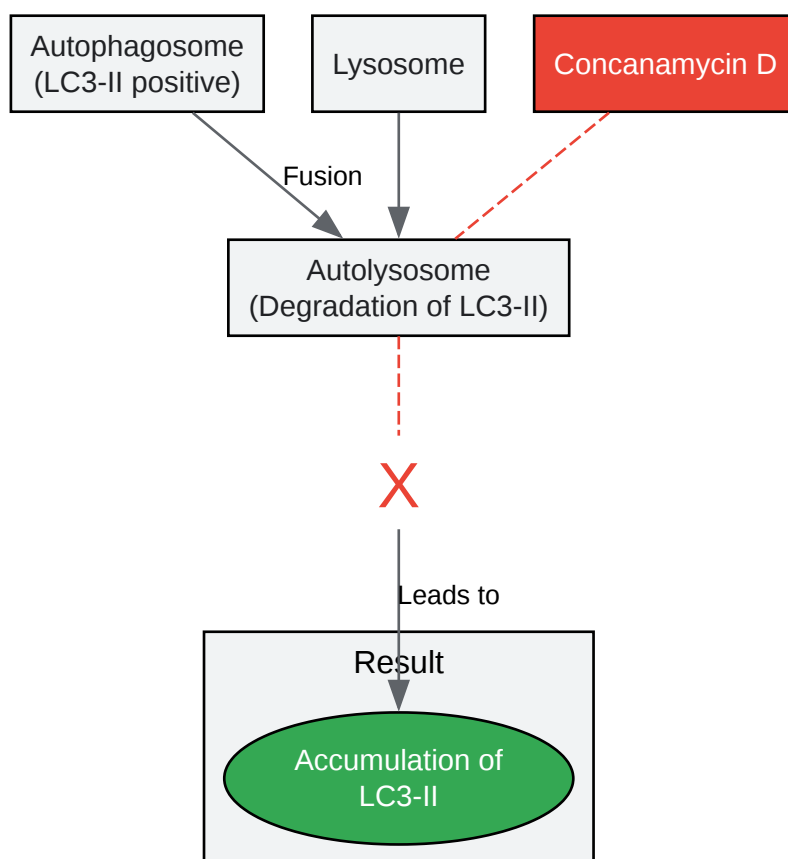 Autophagosome
(LC3-II positive)
Lysosome
Concanamycin D
Fusion
Autolysosome
(Degradation of LC3-II)
X
Leads to
Result
Accumulation of
LC3-II